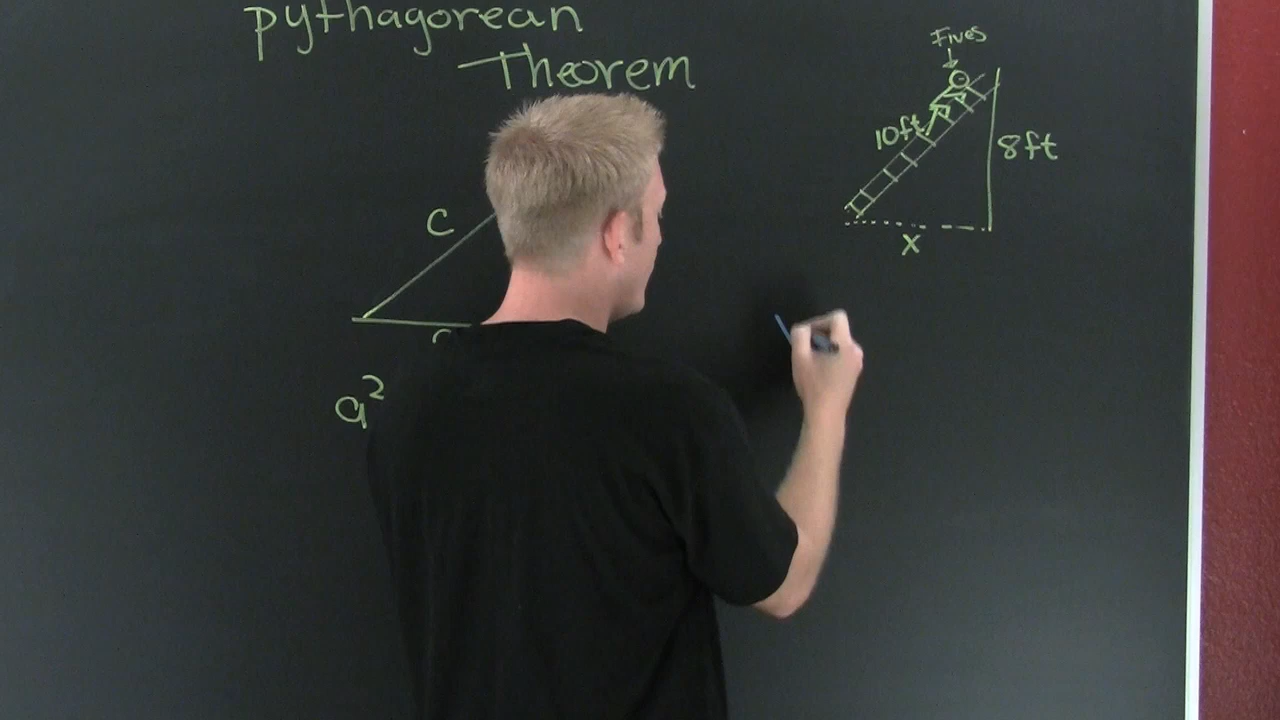 pythagorean
Theorem
Fives
10ft
8ft
x
c
a²